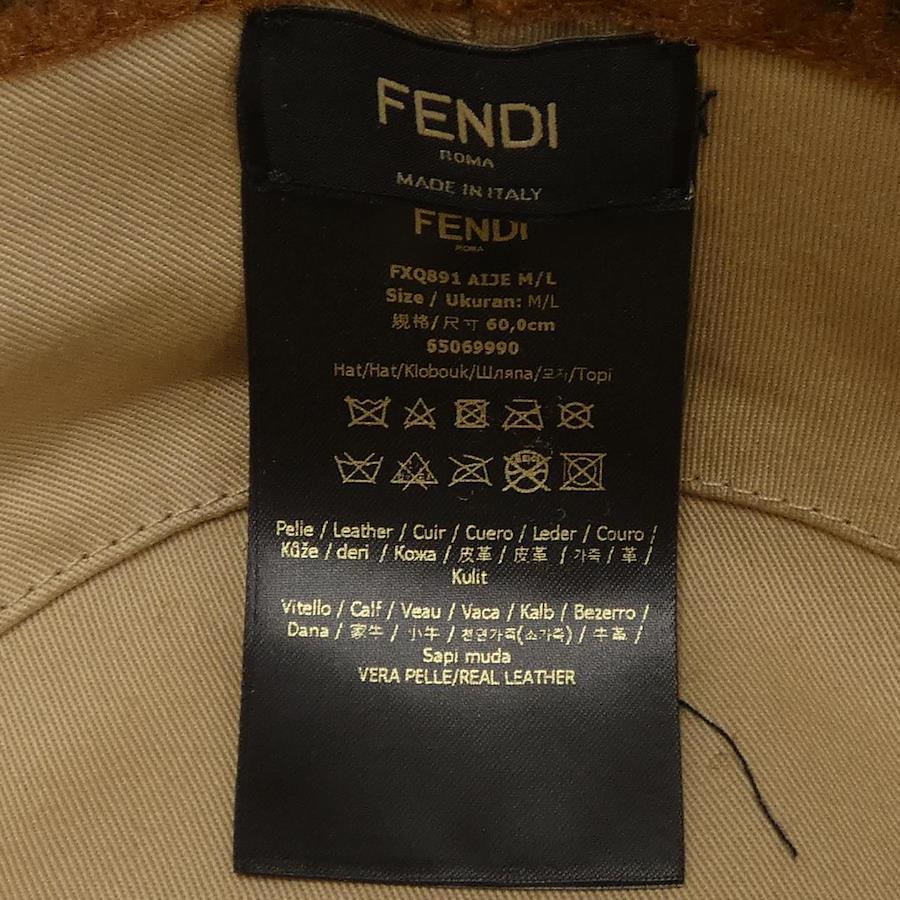 FENDI
ROMA
MADE IN ITALY
FENDI
ROMA
FXQ891 AIJE M/L
Size / Ukuran: M/L
规格/尺寸 60,0cm
65069990
Hat/Hat/Klobouk/Шляпа/모자/Topi
Pelle / Leather / Cuir / Cuero / Leder / Couro /
Kůže / deri / Кожа / 皮革 / 皮革 / 가죽 / 革 /
Kulit
Vitello / Calf / Veau / Vaca / Kalb / Bezerro /
Dana / 家牛 / 小牛 / 천연가죽(소가죽) / 牛革 /
Sapi muda
VERA PELLE/REAL LEATHER